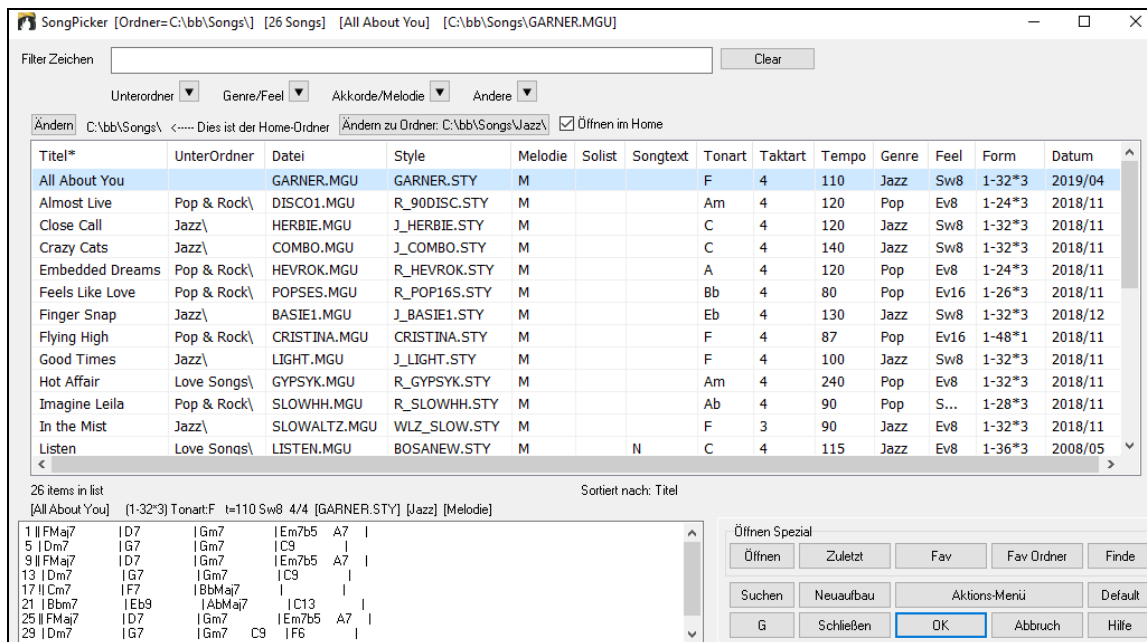 SongPicker [Ordner=C:\bb\Songs\] [26 Songs] [All About You] [C:\bb\Songs\GARNER.MGU]
Filter Zeichen Clear
Unterordner Genre/Feel Akkorde/Melodie Andere
Ändern C:\bb\Songs\ <----- Dies ist der Home-Ordner Ändern zu Ordner: C:\bb\Songs\Jazz\ Öffnen im Home
Titel* UnterOrdner Datei Style Melodie Solist Songtext Tonart Taktart Tempo Genre Feel Form Datum
All About You GARNER.MGU GARNER.STY M F 4 110 Jazz Sw8 1-32*3 2019/04
Almost Live Pop & Rock\ DISCO1.MGU R_90DISC.STY M Am 4 120 Pop Ev8 1-24*3 2018/11
Close Call Jazz\ HERBIE.MGU J_HERBIE.STY M C 4 120 Jazz Sw8 1-32*3 2018/11
Crazy Cats Jazz\ COMBO.MGU J_COMBO.STY M C 4 140 Jazz Sw8 1-32*3 2018/11
Embedded Dreams Pop & Rock\ HEVROK.MGU R_HEVROK.STY M A 4 120 Pop Ev8 1-24*3 2018/11
Feels Like Love Pop & Rock\ POPSES.MGU R_POP16S.STY M Bb 4 80 Pop Ev16 1-26*3 2018/11
Finger Snap Jazz\ BASIE1.MGU J_BASIE1.STY M Eb 4 130 Jazz Sw8 1-32*3 2018/12
Flying High Pop & Rock\ CRISTINA.MGU CRISTINA.STY M F 4 87 Pop Ev16 1-48*1 2018/11
Good Times Jazz\ LIGHT.MGU J_LIGHT.STY M F 4 100 Jazz Sw8 1-32*3 2018/11
Hot Affair Love Songs\ GYPSYK.MGU R_GYPSYK.STY M Am 4 240 Pop Ev8 1-32*3 2018/11
Imagine Leila Pop & Rock\ SLOWHH.MGU R_SLOWHH.STY M Ab 4 90 Pop S... 1-28*3 2018/11
In the Mist Jazz\ SLOWALTZ.MGU WLZ_SLOW.STY M F 3 90 Jazz Ev8 1-32*3 2018/11
Listen Love Songs\ LISTEN.MGU BOSANEW.STY M N C 4 115 Jazz Ev8 1-36*3 2008/05
26 items in list Sortiert nach: Titel
[All About You] (1-32*3) Tonart:F t=110 Sw8 4/4 [GARNER.STY] [Jazz] [Melodie]
1 || FMaj7 | D7 | Gm7 | Em7b5 A7 |
5 | Dm7 | G7 | Gm7 | C9 |
9 || FMaj7 | D7 | Gm7 | Em7b5 A7 |
13 | Dm7 | G7 | Gm7 | C9 |
17 !| Cm7 | F7 | BbMaj7 | |
21 | Bbm7 | Eb9 | AbMaj7 | C13 |
25 || FMaj7 | D7 | Gm7 | Em7b5 A7 |
29 | Dm7 | G7 | Gm7 C9 | F6 |
Öffnen Spezial
Öffnen Zuletzt Fav Fav Ordner Finde
Suchen Neuaufbau Aktions-Menü Default
G Schließen OK Abbruch Hilfe